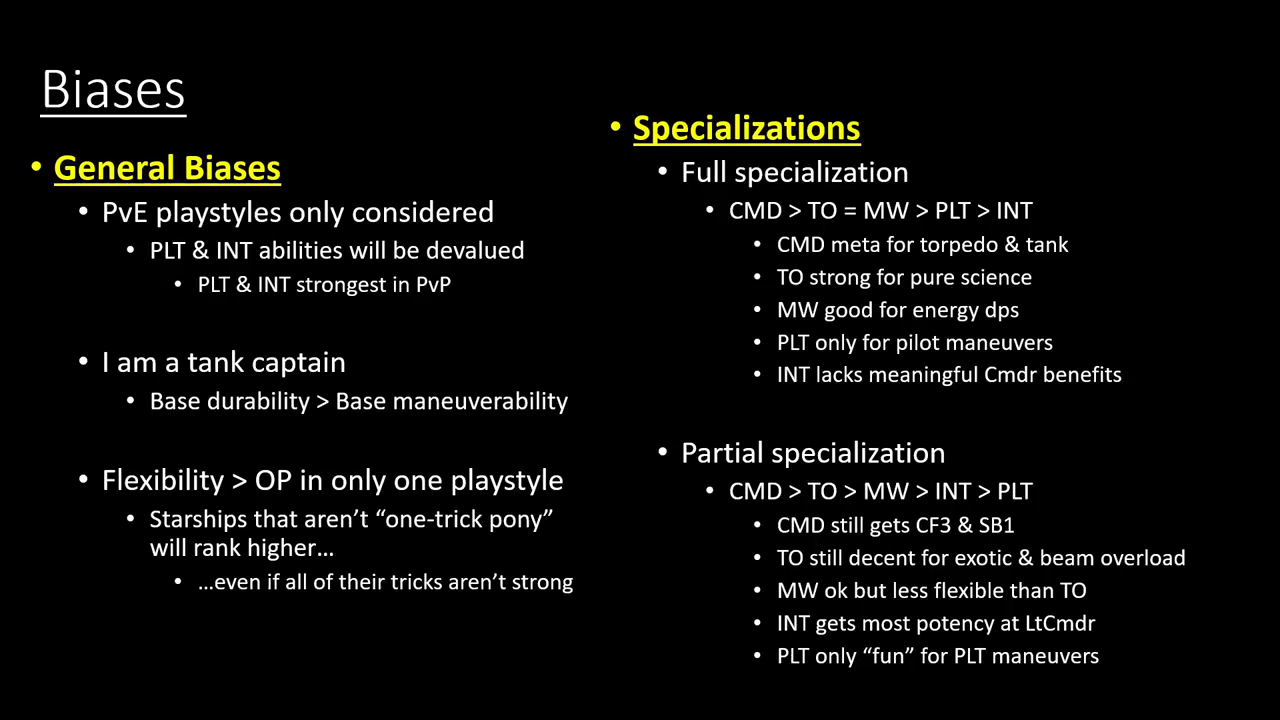 Biases
• General Biases
• PvE playstyles only considered
• PLT & INT abilities will be devalued
• PLT & INT strongest in PvP
• I am a tank captain
• Base durability > Base maneuverability
• Flexibility > OP in only one playstyle
• Starships that aren’t “one-trick pony”
will rank higher…
• …even if all of their tricks aren’t strong
• Specializations
• Full specialization
• CMD > TO = MW > PLT > INT
• CMD meta for torpedo & tank
• TO strong for pure science
• MW good for energy dps
• PLT only for pilot maneuvers
• INT lacks meaningful Cmdr benefits
• Partial specialization
• CMD > TO > MW > INT > PLT
• CMD still gets CF3 & SB1
• TO still decent for exotic & beam overload
• MW ok but less flexible than TO
• INT gets most potency at LtCmdr
• PLT only “fun” for PLT maneuvers